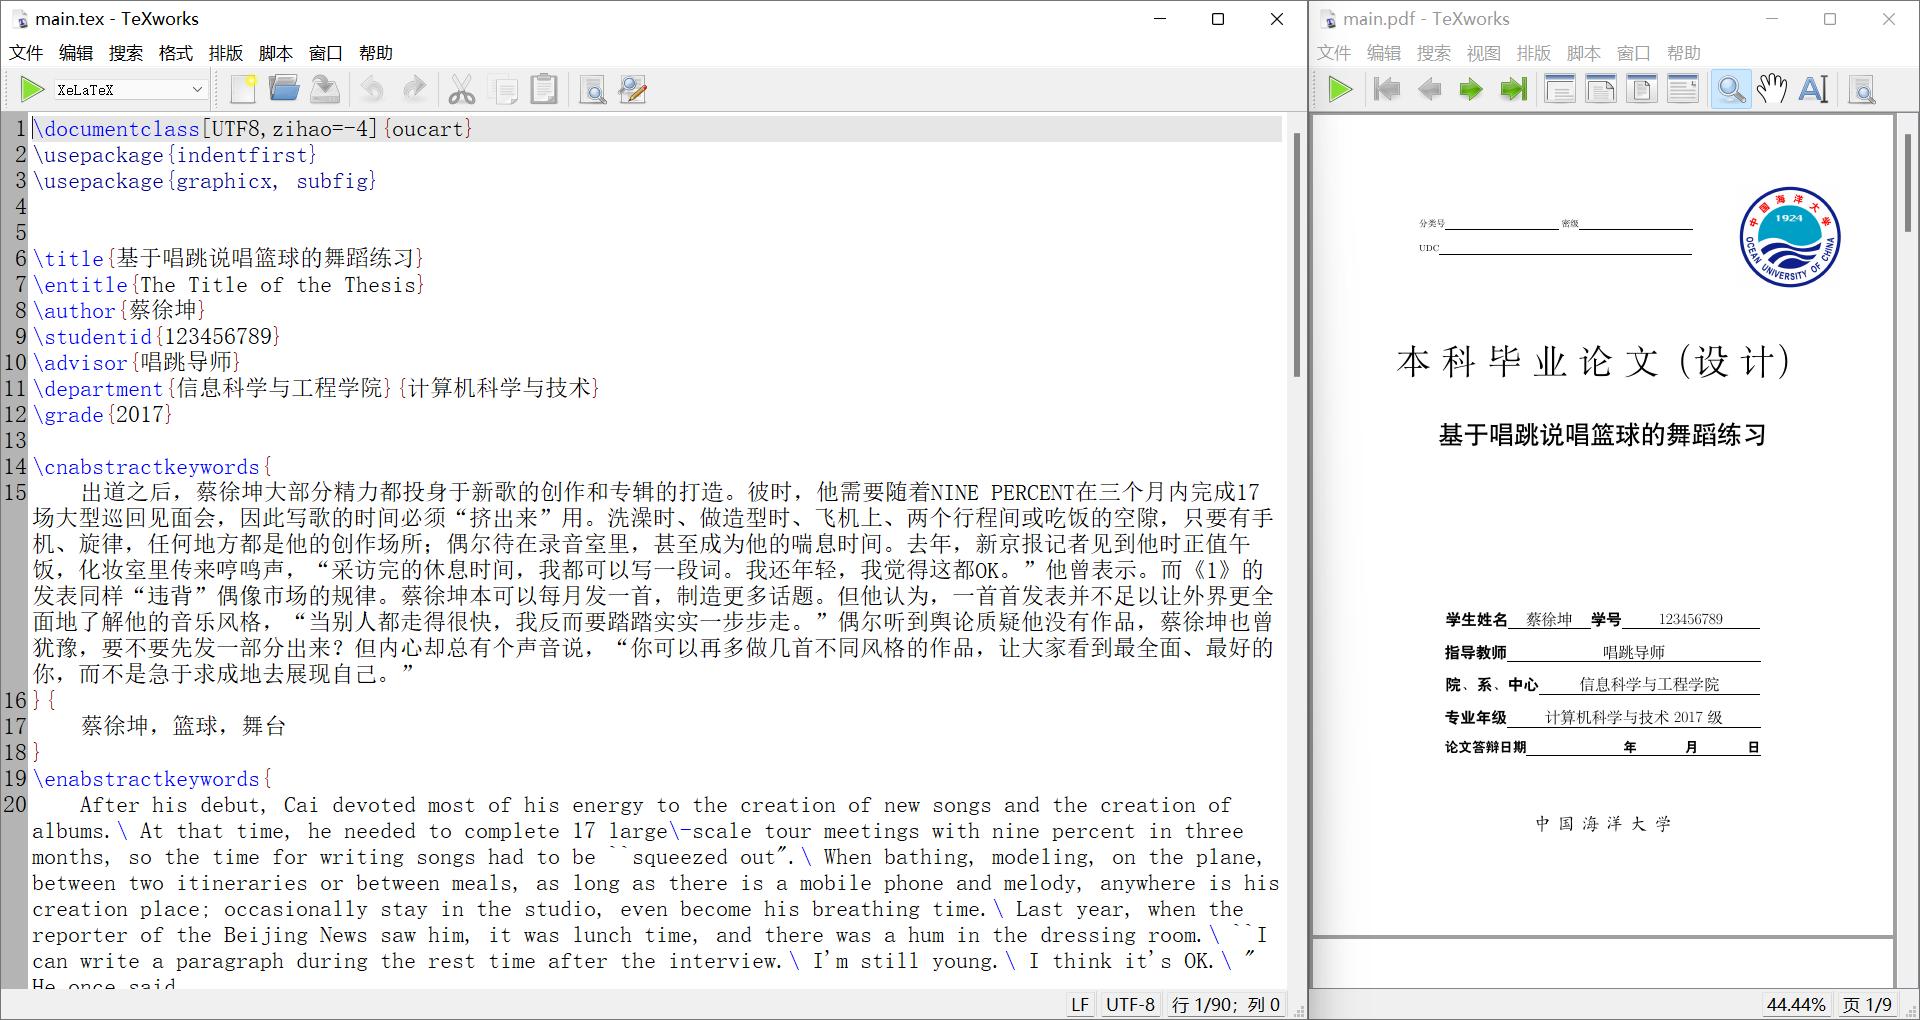 main.tex - TeXworks
文件 编辑 搜索 格式 排版 脚本 窗口 帮助
XeLaTeX
1 \documentclass[UTF8,zihao=-4]{oucart}
2 \usepackage{indentfirst}
3 \usepackage{graphicx, subfig}
4
5
6 \title{基于唱跳说唱篮球的舞蹈练习}
7 \entitle{The Title of the Thesis}
8 \author{蔡徐坤}
9 \studentid{123456789}
10 \advisor{唱跳导师}
11 \department{信息科学与工程学院}{计算机科学与技术}
12 \grade{2017}
13
14 \cnabstractkeywords{
15 出道之后，蔡徐坤大部分精力都投身于新歌的创作和专辑的打造。彼时，他需要随着NINE PERCENT在三个月内完成17
场大型巡回见面会，因此写歌的时间必须“挤出来”用。洗澡时、做造型时、飞机上、两个行程间或吃饭的空隙，只要有手
机、旋律，任何地方都是他的创作场所；偶尔待在录音室里，甚至成为他的喘息时间。去年，新京报记者见到他时正值午
饭，化妆室里传来哼鸣声，“采访完的休息时间，我都可以写一段词。我还年轻，我觉得这都OK。”他曾表示。而《1》的
发表同样“违背”偶像市场的规律。蔡徐坤本可以每月发一首，制造更多话题。但他认为，一首首发表并不足以让外界更全
面地了解他的音乐风格，“当别人都走得很快，我反而要踏踏实实一步步走。”偶尔听到舆论质疑他没有作品，蔡徐坤也曾
犹豫，要不要先发一部分出来？但内心却总有个声音说，“你可以再多做几首不同风格的作品，让大家看到最全面、最好的
你，而不是急于求成地去展现自己。”
16 }{
17 蔡徐坤，篮球，舞台
18 }
19 \enabstractkeywords{
20 After his debut, Cai devoted most of his energy to the creation of new songs and the creation of
albums.\ At that time, he needed to complete 17 large\-scale tour meetings with nine percent in three
months, so the time for writing songs had to be ``squeezed out".\ When bathing, modeling, on the plane,
between two itineraries or between meals, as long as there is a mobile phone and melody, anywhere is his
creation place; occasionally stay in the studio, even become his breathing time.\ Last year, when the
reporter of the Beijing News saw him, it was lunch time, and there was a hum in the dressing room.\ ``I
can write a paragraph during the rest time after the interview.\ I'm still young.\ I think it's OK.\ "
He once said
LF UTF-8 行 1/90; 列 0
main.pdf - TeXworks
文件 编辑 搜索 视图 排版 脚本 窗口 帮助
分类号 密级
UDC
中国海洋大学
1924
OCEAN UNIVERSITY OF CHINA
本科毕业论文（设计）
基于唱跳说唱篮球的舞蹈练习
学生姓名 蔡徐坤 学号 123456789
指导教师 唱跳导师
院、系、中心 信息科学与工程学院
专业年级 计算机科学与技术 2017 级
论文答辩日期 年 月 日
中国海洋大学
44.44% 页 1/9